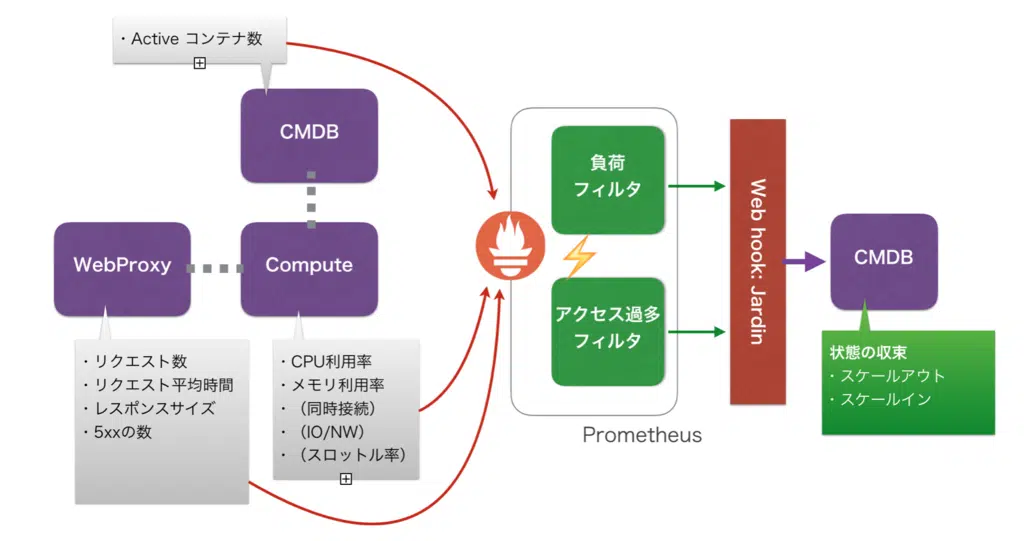 ・Active コンテナ数
CMDB
WebProxy
Compute
・リクエスト数
・リクエスト平均時間
・レスポンスサイズ
・5xxの数
・CPU利用率
・メモリ利用率
・（同時接続）
・（IO/NW）
・（スロットル率）
負荷
フィルタ
アクセス過多
フィルタ
Prometheus
Web hook: Jardin
CMDB
状態の収束
・スケールアウト
・スケールイン